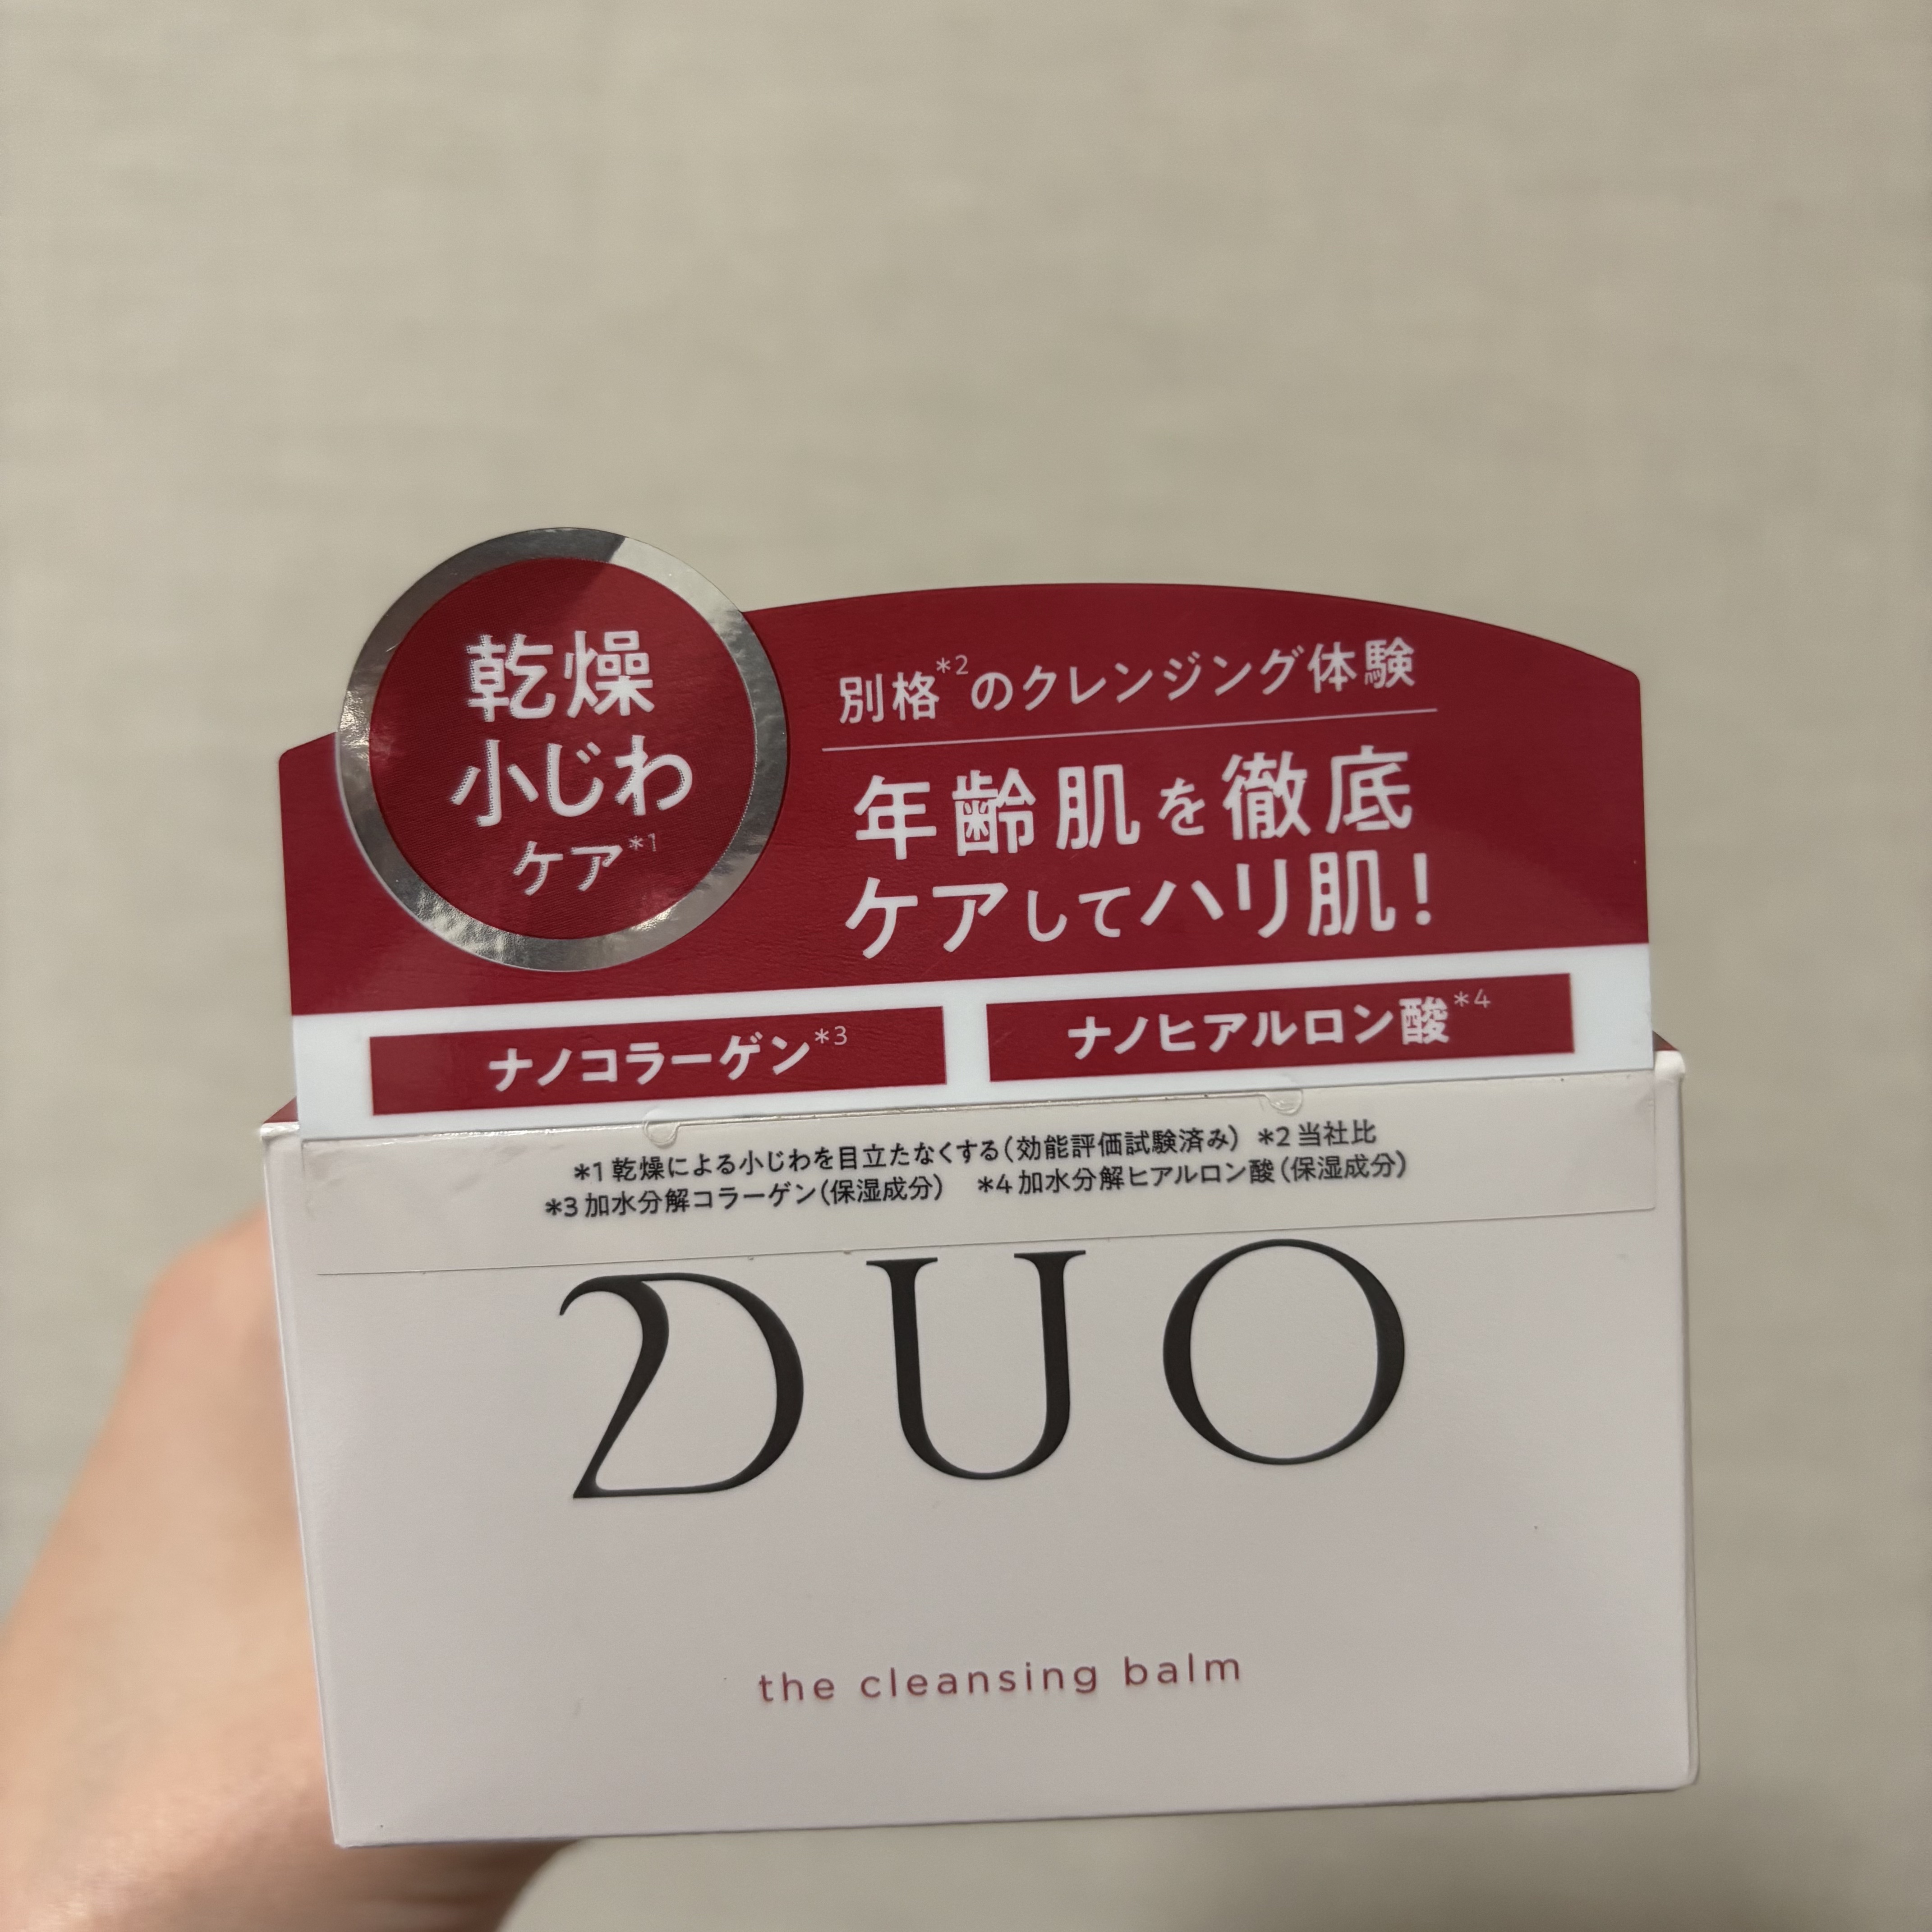 乾燥
小じわ
ケア*1
別格*2のクレンジング体験
年齢肌を徹底
ケアしてハリ肌!
ナノコラーゲン*3
ナノヒアルロン酸*4
*1 乾燥による小じわを目立たなくする(効能評価試験済み) *2 当社比
*3 加水分解コラーゲン(保湿成分) *4 加水分解ヒアルロン酸(保湿成分)
DUO
the cleansing balm